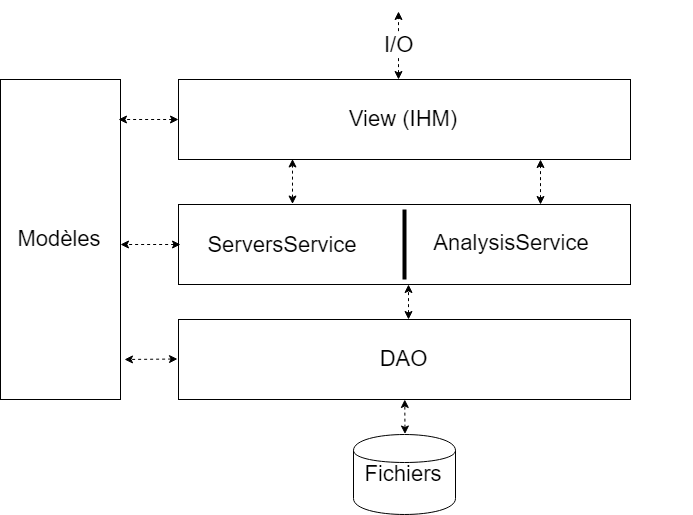 I/O
View (IHM)
Modèles
ServersService
AnalysisService
DAO
Fichiers